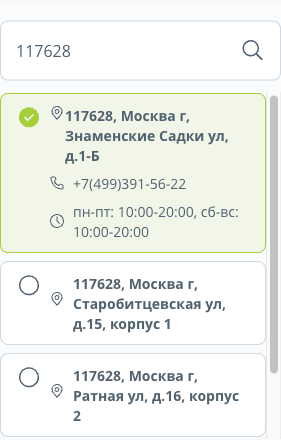 117628
117628, Москва г,
Знаменские Садки ул,
д.1-Б
+7(499)391-56-22
пн-пт: 10:00-20:00, сб-вс:
10:00-20:00
117628, Москва г,
Старобитцевская ул,
д.15, корпус 1
117628, Москва г,
Ратная ул, д.16, корпус
2